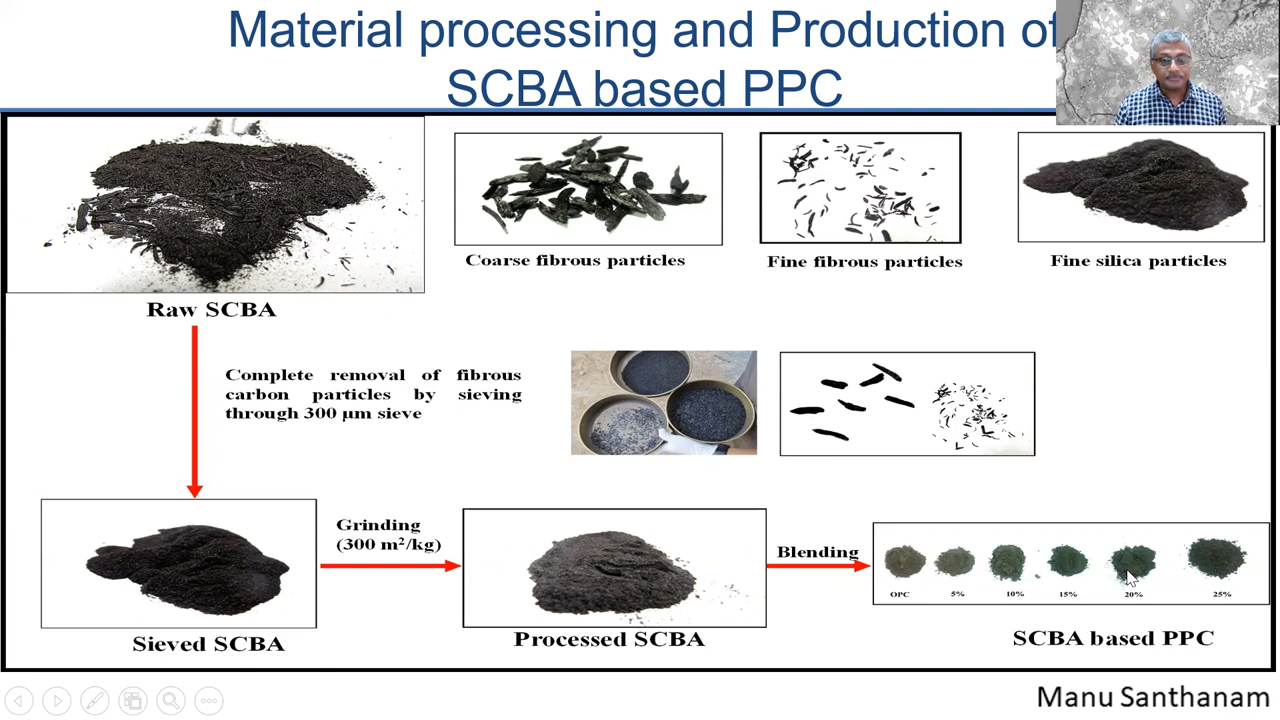 Material processing and Production of
SCBA based PPC
Coarse fibrous particles
Fine fibrous particles
Fine silica particles
Raw SCBA
Complete removal of fibrous
carbon particles by sieving
through 300 µm sieve
Grinding
(300 m²/kg)
Blending
OPC
5%
10%
15%
20%
25%
Sieved SCBA
Processed SCBA
SCBA based PPC
Manu Santhanam